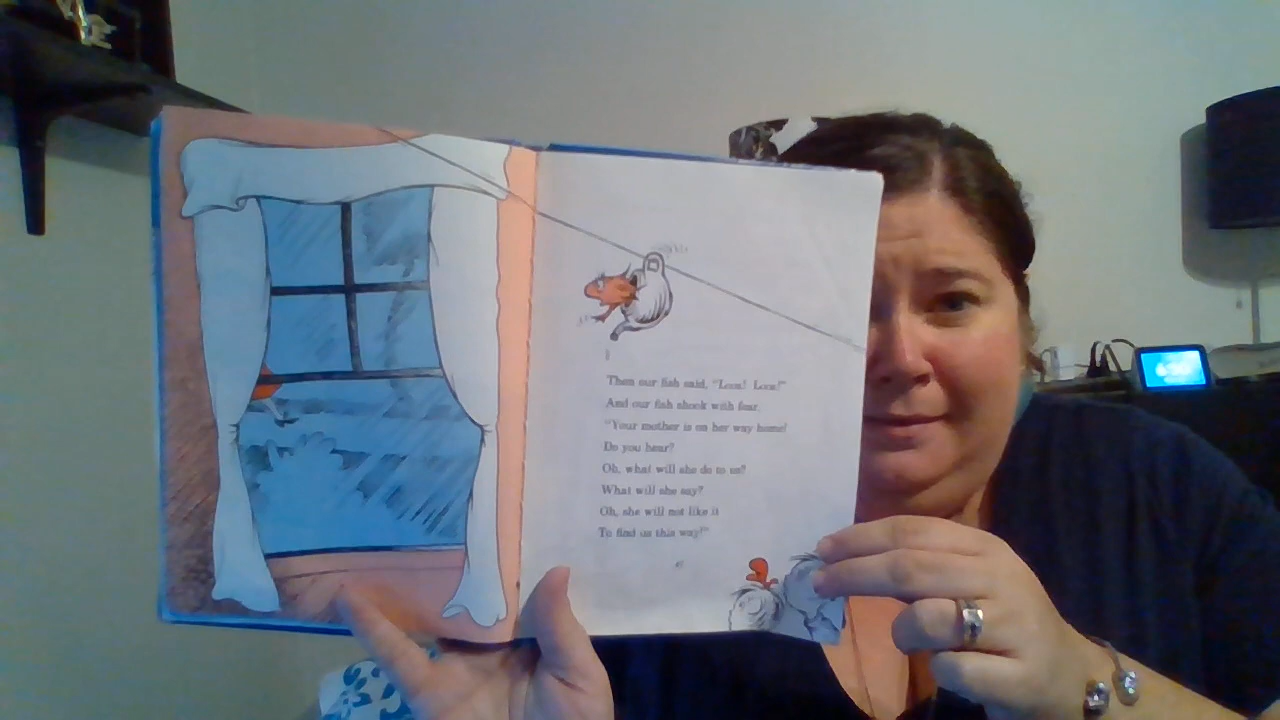 Then our fish said, "Look! Look!"
And our fish shook with fear.
"Your mother is on her way home!
Do you hear?
Oh, what will she do to us?
What will she say?
Oh, she will not like it
To find us this way!"